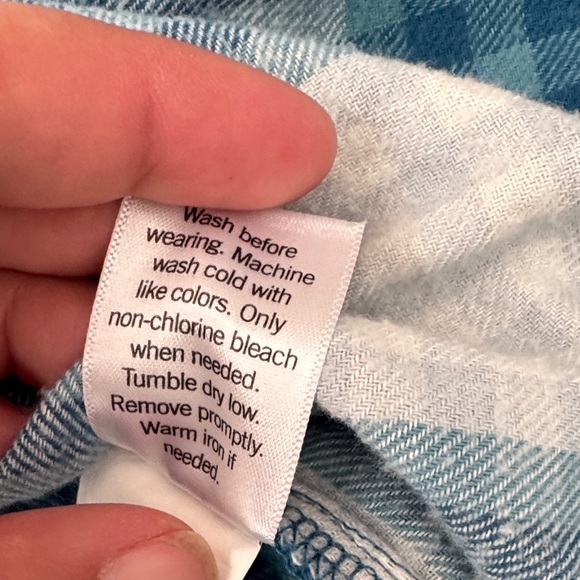 Wash before
wearing. Machine
wash cold with
like colors. Only
non-chlorine bleach
when needed.
Tumble dry low.
Remove promptly.
Warm iron if
needed.